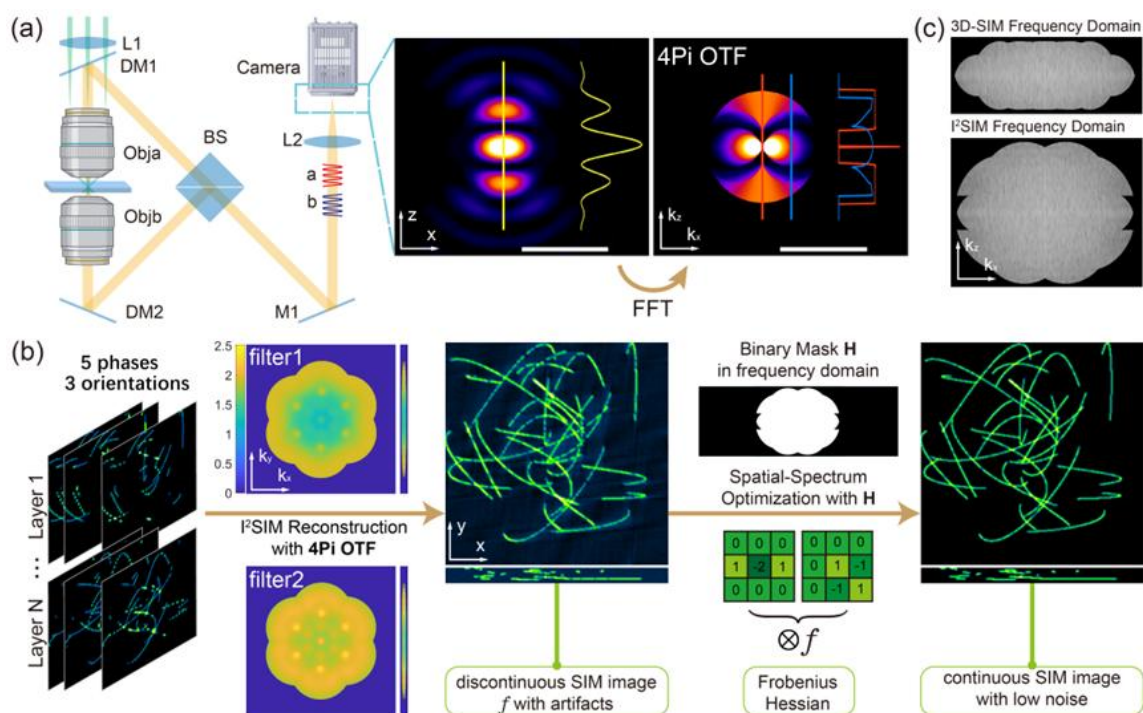 (a)
L1
DM1
Obja
Objb
DM2
BS
M1
Camera
L2
a
b
z
x
4Pi OTF
kz
kx
FFT
(c)
3D-SIM Frequency Domain
I²SIM Frequency Domain
kz
kx
(b)
5 phases
3 orientations
Layer 1
...
Layer N
2.5
2
1.5
1
0.5
0
filter1
ky
kx
I²SIM Reconstruction
with 4Pi OTF
filter2
y
x
discontinuous SIM image
f with artifacts
Binary Mask H
in frequency domain
Spatial-Spectrum
Optimization with H
0 0 0
1 -2 1
0 0 0
0 0 0
0 1 -1
0 -1 1
⊗f
Frobenius
Hessian
continuous SIM image
with low noise